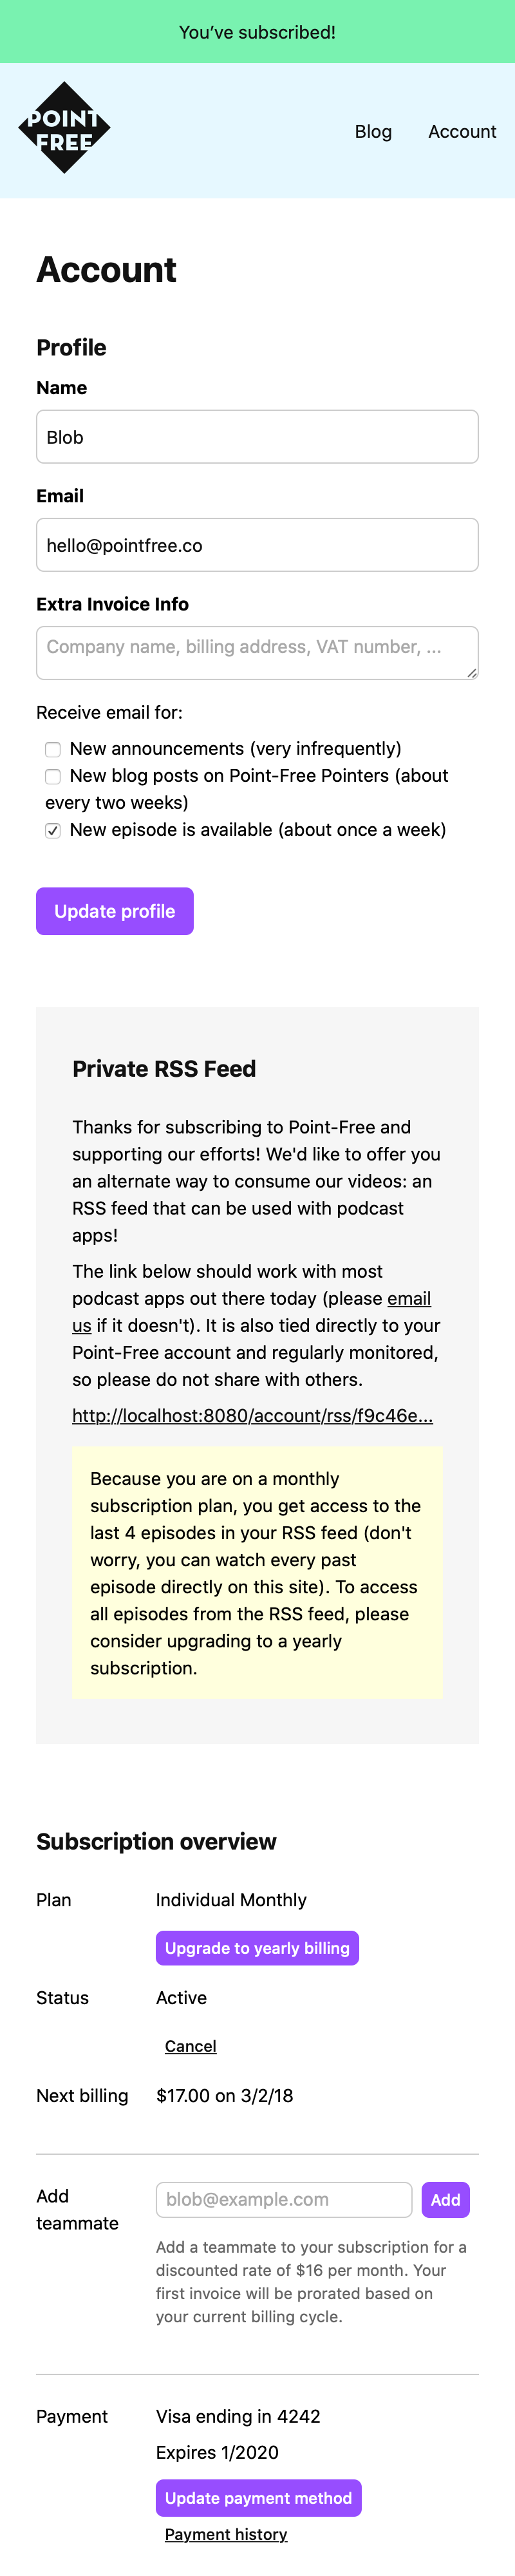 You’ve subscribed!
POINT
FREE
Blog
Account
Account
Profile
Name
Blob
Email
hello@pointfree.co
Extra Invoice Info
Company name, billing address, VAT number, ...
Receive email for:
New announcements (very infrequently)
New blog posts on Point-Free Pointers (about
every two weeks)
New episode is available (about once a week)
Update profile
Private RSS Feed
Thanks for subscribing to Point-Free and
supporting our efforts! We'd like to offer you
an alternate way to consume our videos: an
RSS feed that can be used with podcast
apps!
The link below should work with most
podcast apps out there today (please email
us if it doesn't). It is also tied directly to your
Point-Free account and regularly monitored,
so please do not share with others.
http://localhost:8080/account/rss/f9c46e...
Because you are on a monthly
subscription plan, you get access to the
last 4 episodes in your RSS feed (don't
worry, you can watch every past
episode directly on this site). To access
all episodes from the RSS feed, please
consider upgrading to a yearly
subscription.
Subscription overview
Plan
Individual Monthly
Upgrade to yearly billing
Status
Active
Cancel
Next billing
$17.00 on 3/2/18
Add
teammate
blob@example.com
Add
Add a teammate to your subscription for a
discounted rate of $16 per month. Your
first invoice will be prorated based on
your current billing cycle.
Payment
Visa ending in 4242
Expires 1/2020
Update payment method
Payment history